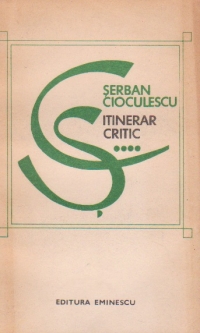 ŞERBAN
CIOCULESCU
ITINERAR
CRITIC
••••
EDITURA EMINESCU